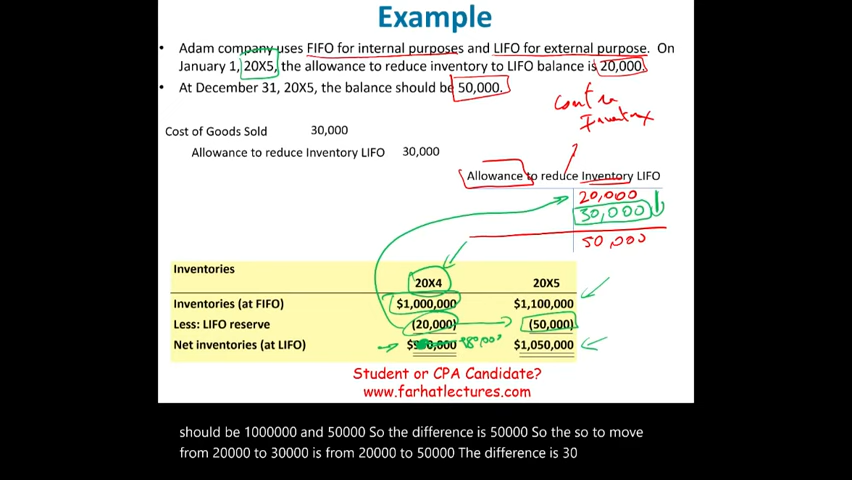 Example
• Adam company uses FIFO for internal purposes and LIFO for external purpose. On
January 1, 20X5, the allowance to reduce inventory to LIFO balance is 20,000.
• At December 31, 20X5, the balance should be 50,000.
Contra
Inventory
Cost of Goods Sold 30,000
Allowance to reduce Inventory LIFO 30,000
Allowance to reduce Inventory LIFO
20,000
30,000
50,000
Inventories
20X4 20X5
Inventories (at FIFO) $1,000,000 $1,100,000
Less: LIFO reserve (20,000) (50,000)
Net inventories (at LIFO) 980,000 $1,050,000
Student or CPA Candidate?
www.farhatlectures.com
should be 1000000 and 50000 So the difference is 50000 So the so to move
from 20000 to 30000 is from 20000 to 50000 The difference is 30